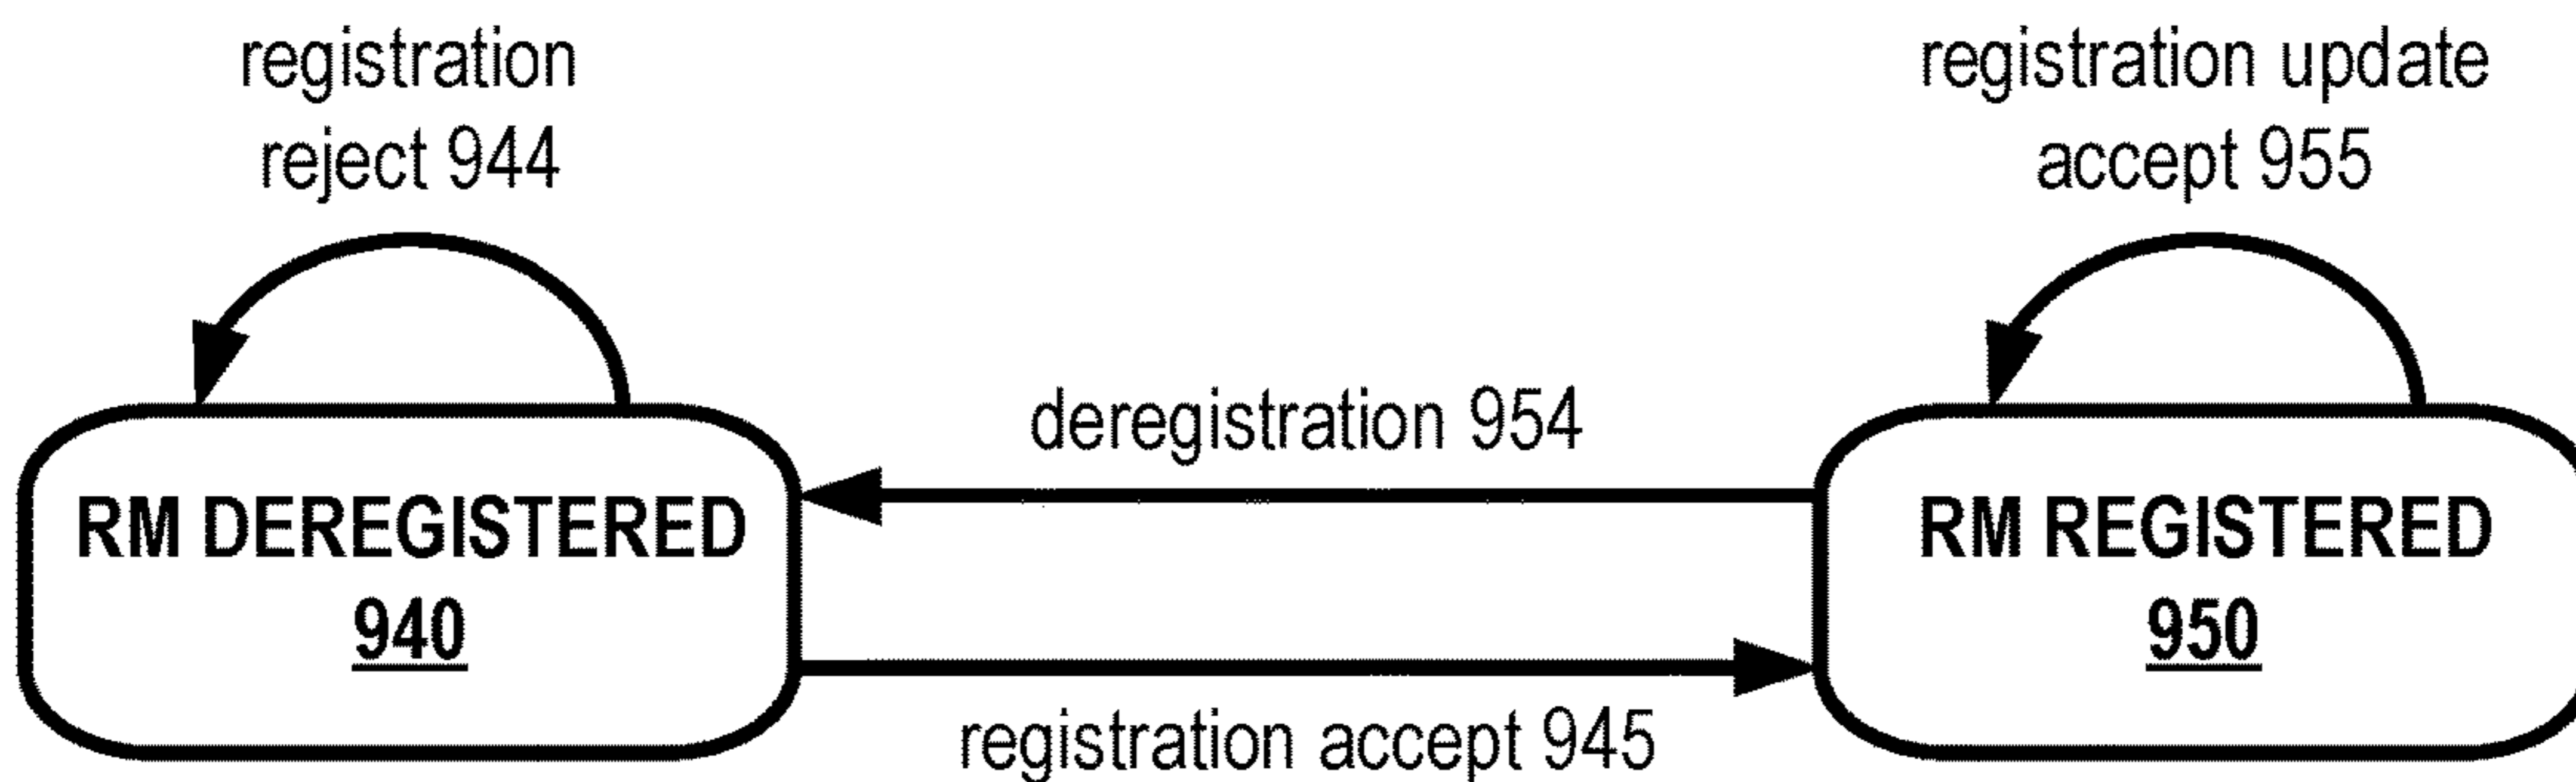 registration
reject 944
registration update
accept 955
deregistration 954
RM DEREGISTERED
940
RM REGISTERED
950
registration accept 945